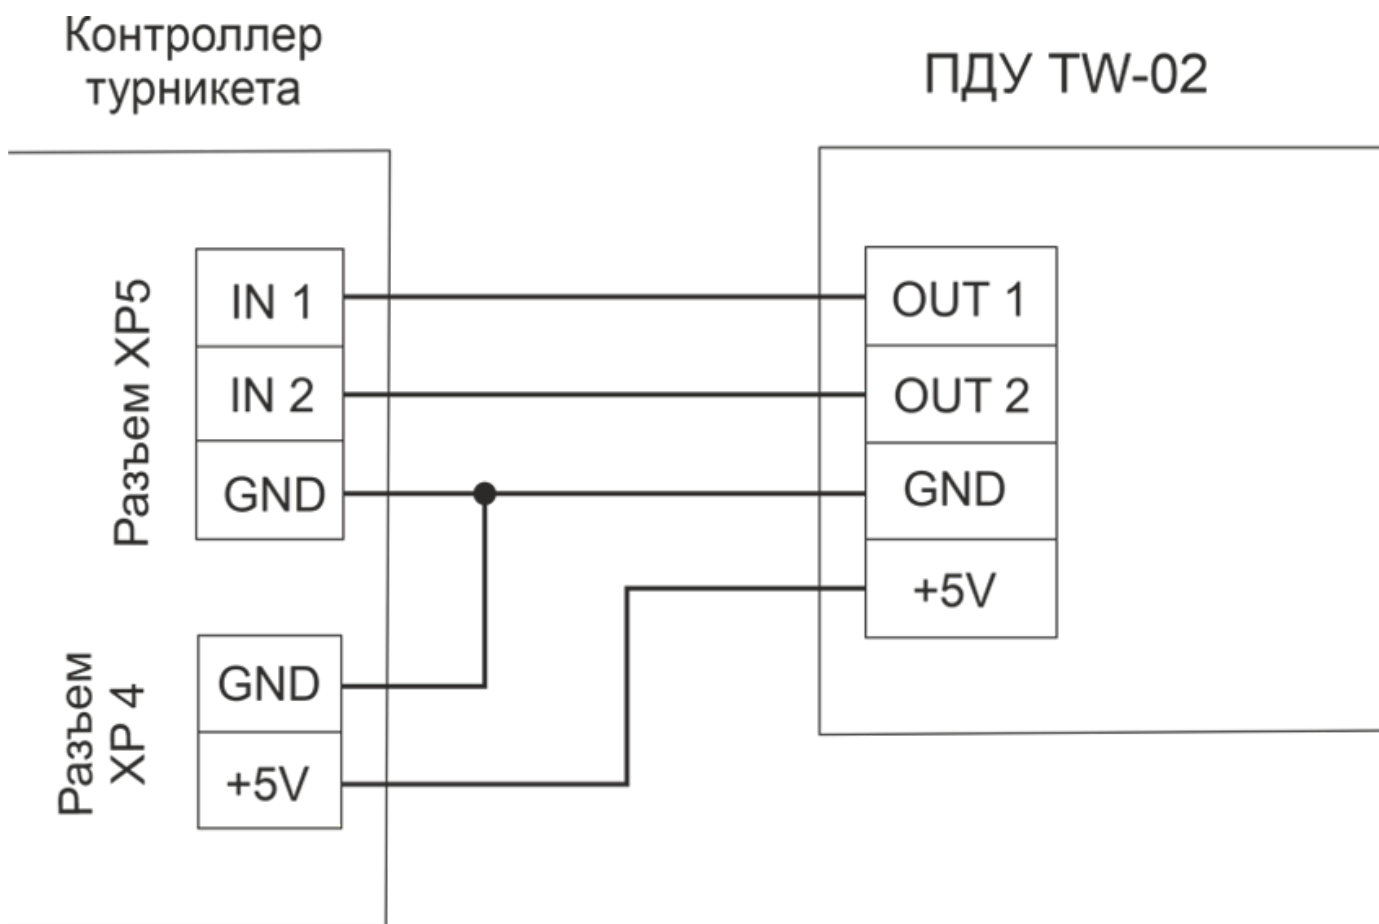 Контроллер
турникета
ПДУ TW-02
Разъем XP5
IN 1
IN 2
GND
OUT 1
OUT 2
GND
+5V
Разъем
XP 4
GND
+5V